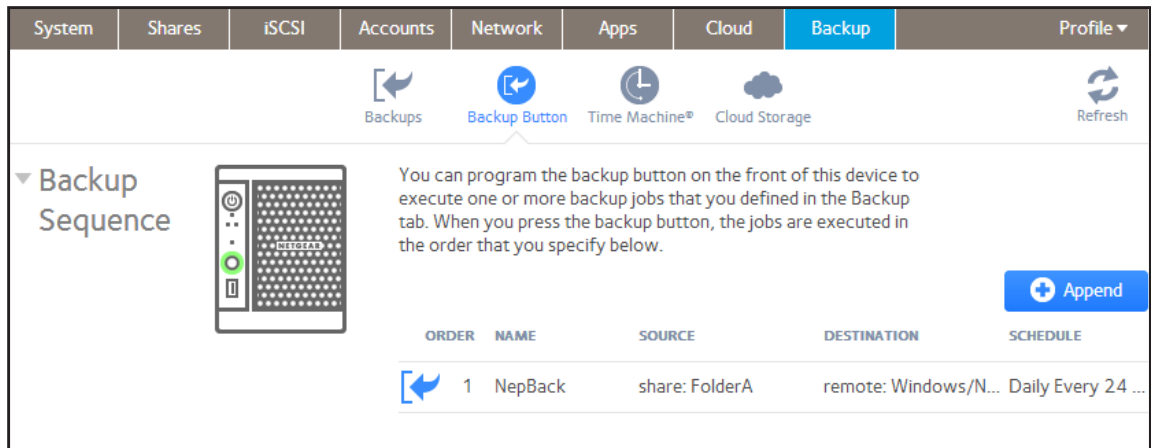 System Shares iSCSI Accounts Network Apps Cloud Backup Profile
Backups Backup Button Time Machine® Cloud Storage Refresh
Backup
Sequence
NETGEAR
You can program the backup button on the front of this device to
execute one or more backup jobs that you defined in the Backup
tab. When you press the backup button, the jobs are executed in
the order that you specify below.
Append
ORDER NAME SOURCE DESTINATION SCHEDULE
1 NepBack share: FolderA remote: Windows/N... Daily Every 24 ...